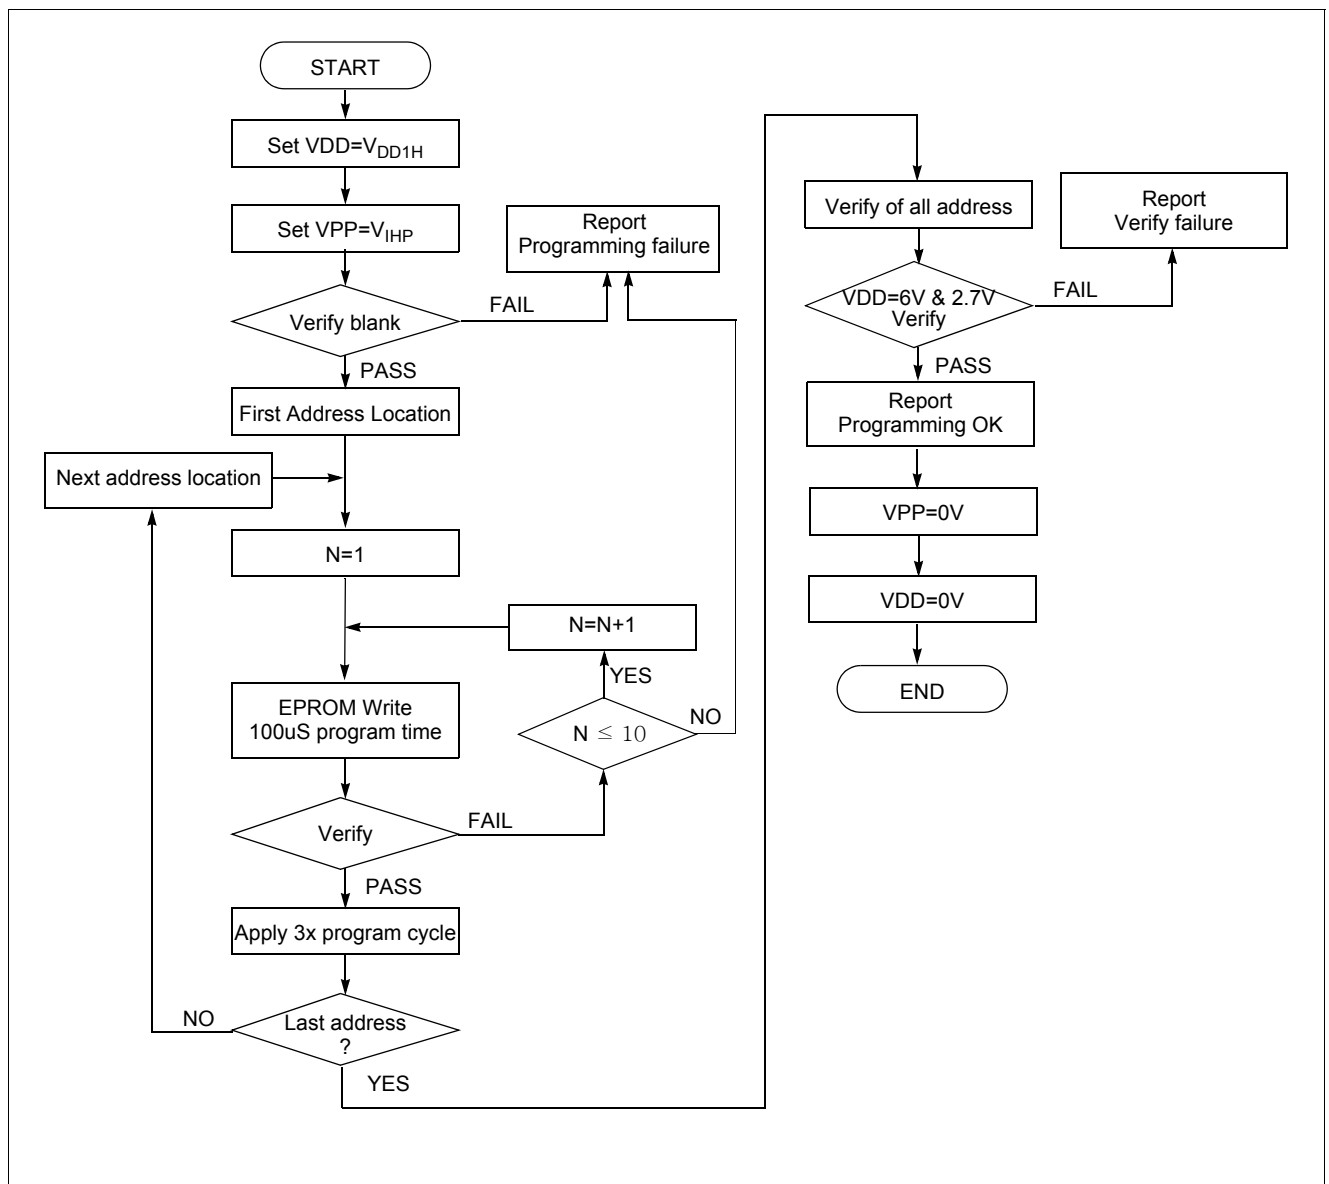 START
Set VDD=VDD1H
Set VPP=VIHP
Report
Programming failure
Verify blank
FAIL
PASS
First Address Location
Next address location
N=1
N=N+1
YES
EPROM Write
100uS program time
N ≤ 10
NO
Verify
FAIL
PASS
Apply 3x program cycle
Last address
?
NO
YES
Verify of all address
Report
Verify failure
VDD=6V & 2.7V
Verify
FAIL
PASS
Report
Programming OK
VPP=0V
VDD=0V
END